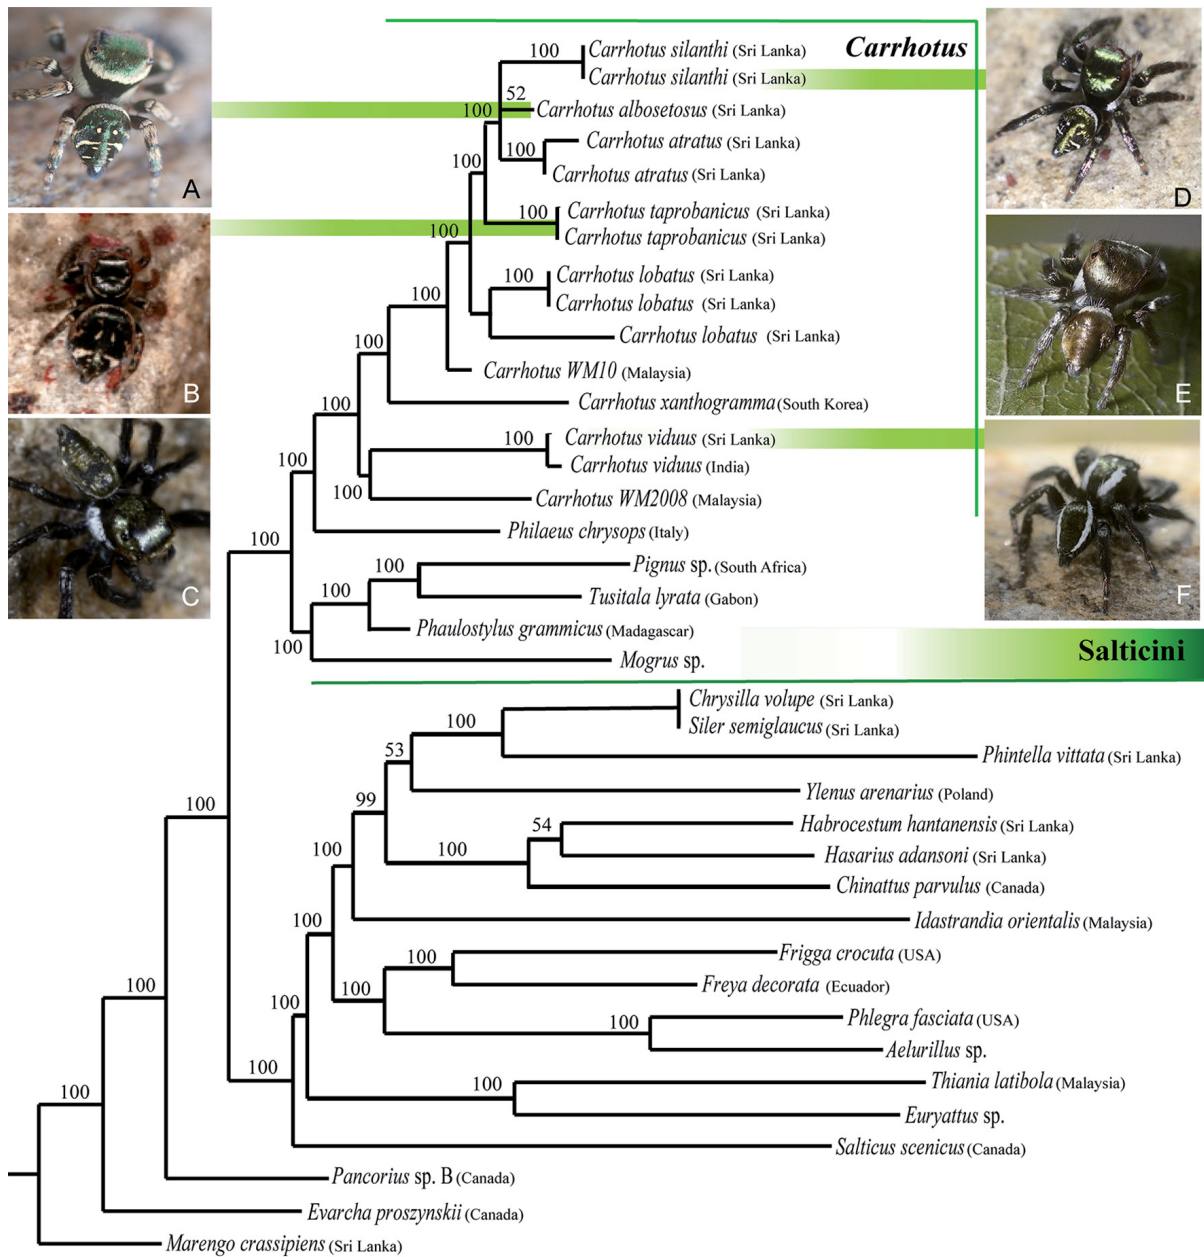 Carrhotus
100
Carrhotus silanthi (Sri Lanka)
Carrhotus silanthi (Sri Lanka)
52
100
Carrhotus albosetosus (Sri Lanka)
Carrhotus atratus (Sri Lanka)
100
Carrhotus atratus (Sri Lanka)
100
A
D
100
Carrhotus taprobanicus (Sri Lanka)
Carrhotus taprobanicus (Sri Lanka)
100
100
Carrhotus lobatus (Sri Lanka)
Carrhotus lobatus (Sri Lanka)
100
Carrhotus lobatus (Sri Lanka)
100
Carrhotus WM10 (Malaysia)
B
E
Carrhotus xanthogramma (South Korea)
100
100
Carrhotus viduus (Sri Lanka)
Carrhotus viduus (India)
100
100
Carrhotus WM2008 (Malaysia)
Philaeus chrysops (Italy)
100
100
Pignus sp. (South Africa)
100
Tusitala lyrata (Gabon)
C
F
Phaulostylus grammicus (Madagascar)
100
Mogrus sp.
Salticini
Chrysilla volupe (Sri Lanka)
100
Siler semiglaucus (Sri Lanka)
53
Phintella vittata (Sri Lanka)
Ylenus arenarius (Poland)
99
100
54
Habrocestum hantanensis (Sri Lanka)
100
100
Hasarius adansoni (Sri Lanka)
Chinattus parvulus (Canada)
100
Idastrandia orientalis (Malaysia)
100
Frigga crocuta (USA)
100
100
100
Freya decorata (Ecuador)
100
Phlegra fasciata (USA)
Aelurillus sp.
100
100
100
Thiania latibola (Malaysia)
Euryattus sp.
Salticus scenicus (Canada)
Pancorius sp. B (Canada)
Evarcha proszynskii (Canada)
Marengo crassipiens (Sri Lanka)